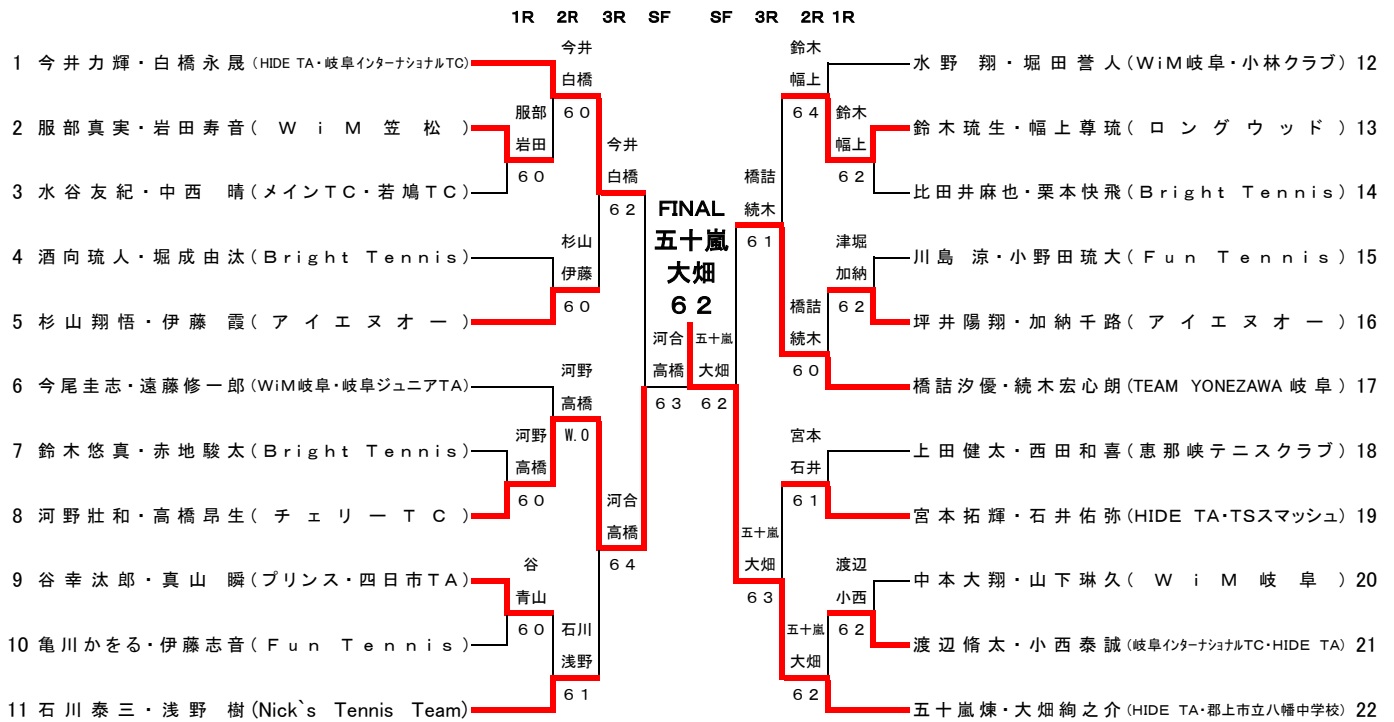 1R 2R 3R SF SF 3R 2R 1R
1 今井力輝・白橋永晟(HIDE TA・岐阜インターナショナルTC)
2 服部真実・岩田寿音(WiM笠松)
3 水谷友紀・中西 晴(メインTC・若鳩TC)
4 酒向琉人・堀成由汰(Bright Tennis)
5 杉山翔悟・伊藤 霞(アイエヌオー)
6 今尾圭志・遠藤修一郎(WiM岐阜・岐阜ジュニアTA)
7 鈴木悠真・赤地駿太(Bright Tennis)
8 河野壯和・高橋昂生(チェリーTC)
9 谷幸汰郎・真山 瞬(プリンス・四日市TA)
10 亀川かをる・伊藤志音(Fun Tennis)
11 石川泰三・浅野 樹(Nick`s Tennis Team)
服部
岩田
60
河野
高橋
60
谷
青山
60
今井
白橋
60
杉山
伊藤
60
河野
高橋
W.O
石川
浅野
61
今井
白橋
62
河合
高橋
64
河合
高橋
63
FINAL
五十嵐
大畑
62
五十嵐
大畑
62
橋詰
続木
61
五十嵐
大畑
63
鈴木
幅上
64
橋詰
続木
60
宮本
石井
61
五十嵐
大畑
62
鈴木
幅上
62
津堀
加納
62
渡辺
小西
62
水野 翔・堀田誉人(WiM岐阜・小林クラブ) 12
鈴木琉生・幅上尊琉(ロングウッド) 13
比田井麻也・栗本快飛(Bright Tennis) 14
川島 涼・小野田琉大(Fun Tennis) 15
坪井陽翔・加納千路(アイエヌオー) 16
橋詰汐優・続木宏心朗(TEAM YONEZAWA 岐阜) 17
上田健太・西田和喜(恵那峡テニスクラブ) 18
宮本拓輝・石井佑弥(HIDE TA・TSスマッシュ) 19
中本大翔・山下琳久(WiM岐阜) 20
渡辺脩太・小西泰誠(岐阜インターナショナルTC・HIDE TA) 21
五十嵐煉・大畑絢之介(HIDE TA・郡上市立八幡中学校) 22